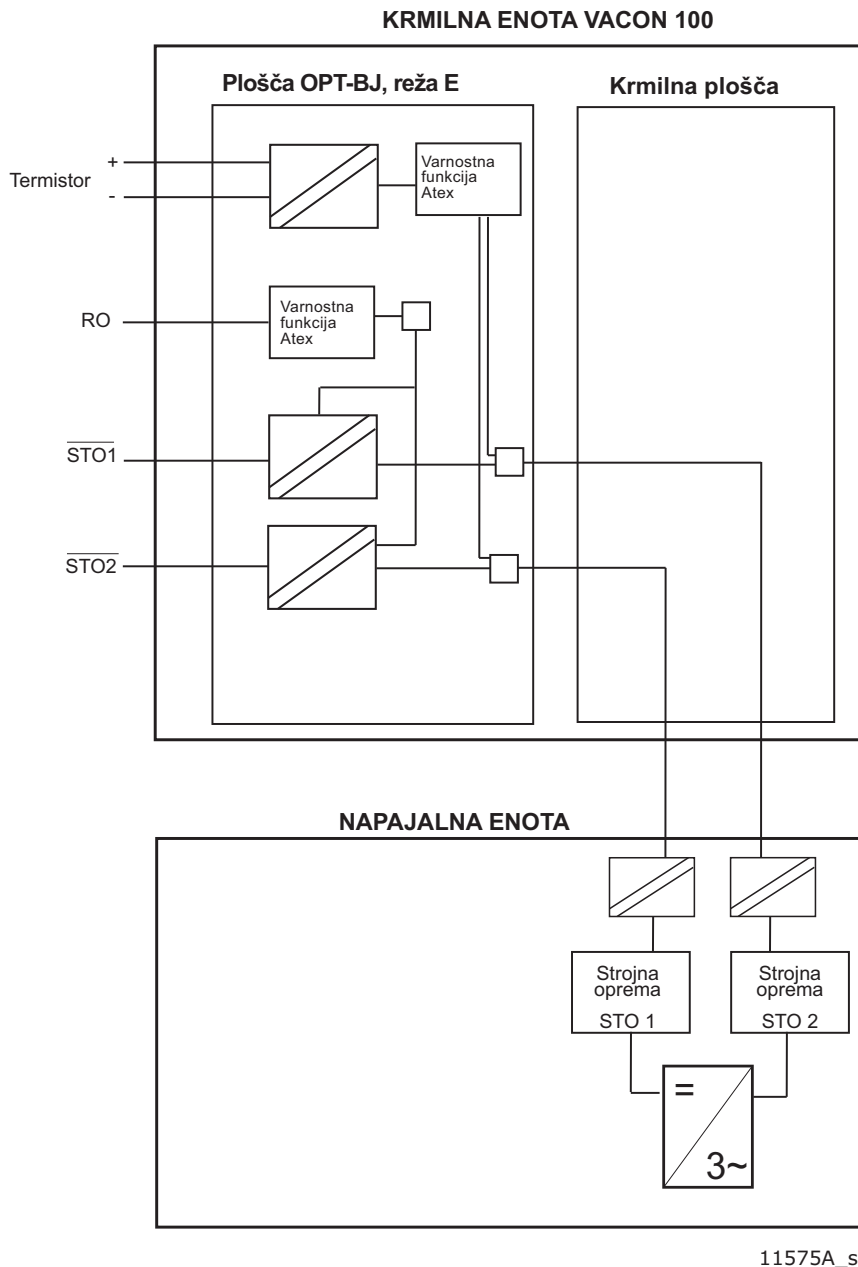 KRMILNA ENOTA VACON 100
Plošča OPT-BJ, reža E
Krmilna plošča
Termistor
+
-
Varnostna
funkcija
Atex
RO
Varnostna
funkcija
Atex
STO1
STO2
NAPAJALNA ENOTA
Strojna
oprema
STO 1
Strojna
oprema
STO 2
=
3~
11575A_s